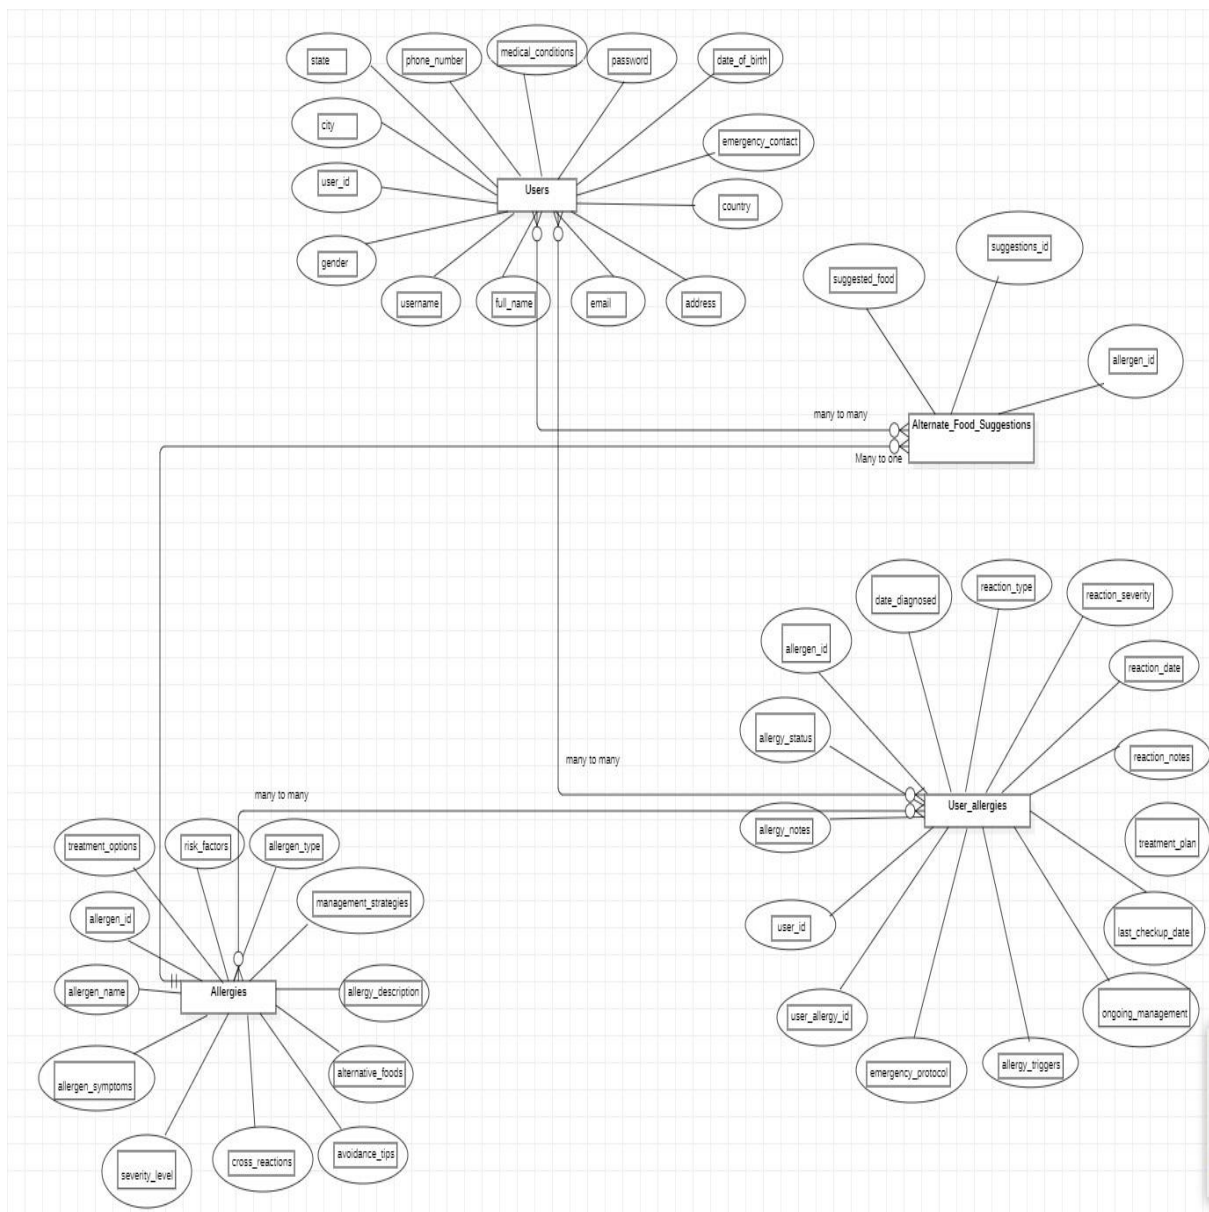 state
phone_number
medical_conditions
password
date_of_birth
city
emergency_contact
user_id
Users
country
gender
username
full_name
email
address
suggestions_id
suggested_food
allergen_id
many to many
Alternate_Food_Suggestions
Many to one
date_diagnosed
reaction_type
reaction_severity
allergen_id
reaction_date
allergy_status
reaction_notes
many to many
many to many
User_allergies
allergy_notes
treatment_plan
treatment_options
risk_factors
allergen_type
management_strategies
allergen_id
user_id
last_checkup_date
allergen_name
Allergies
allergy_description
user_allergy_id
ongoing_management
allergen_symptoms
alternative_foods
emergency_protocol
allergy_triggers
severity_level
cross_reactions
avoidance_tips